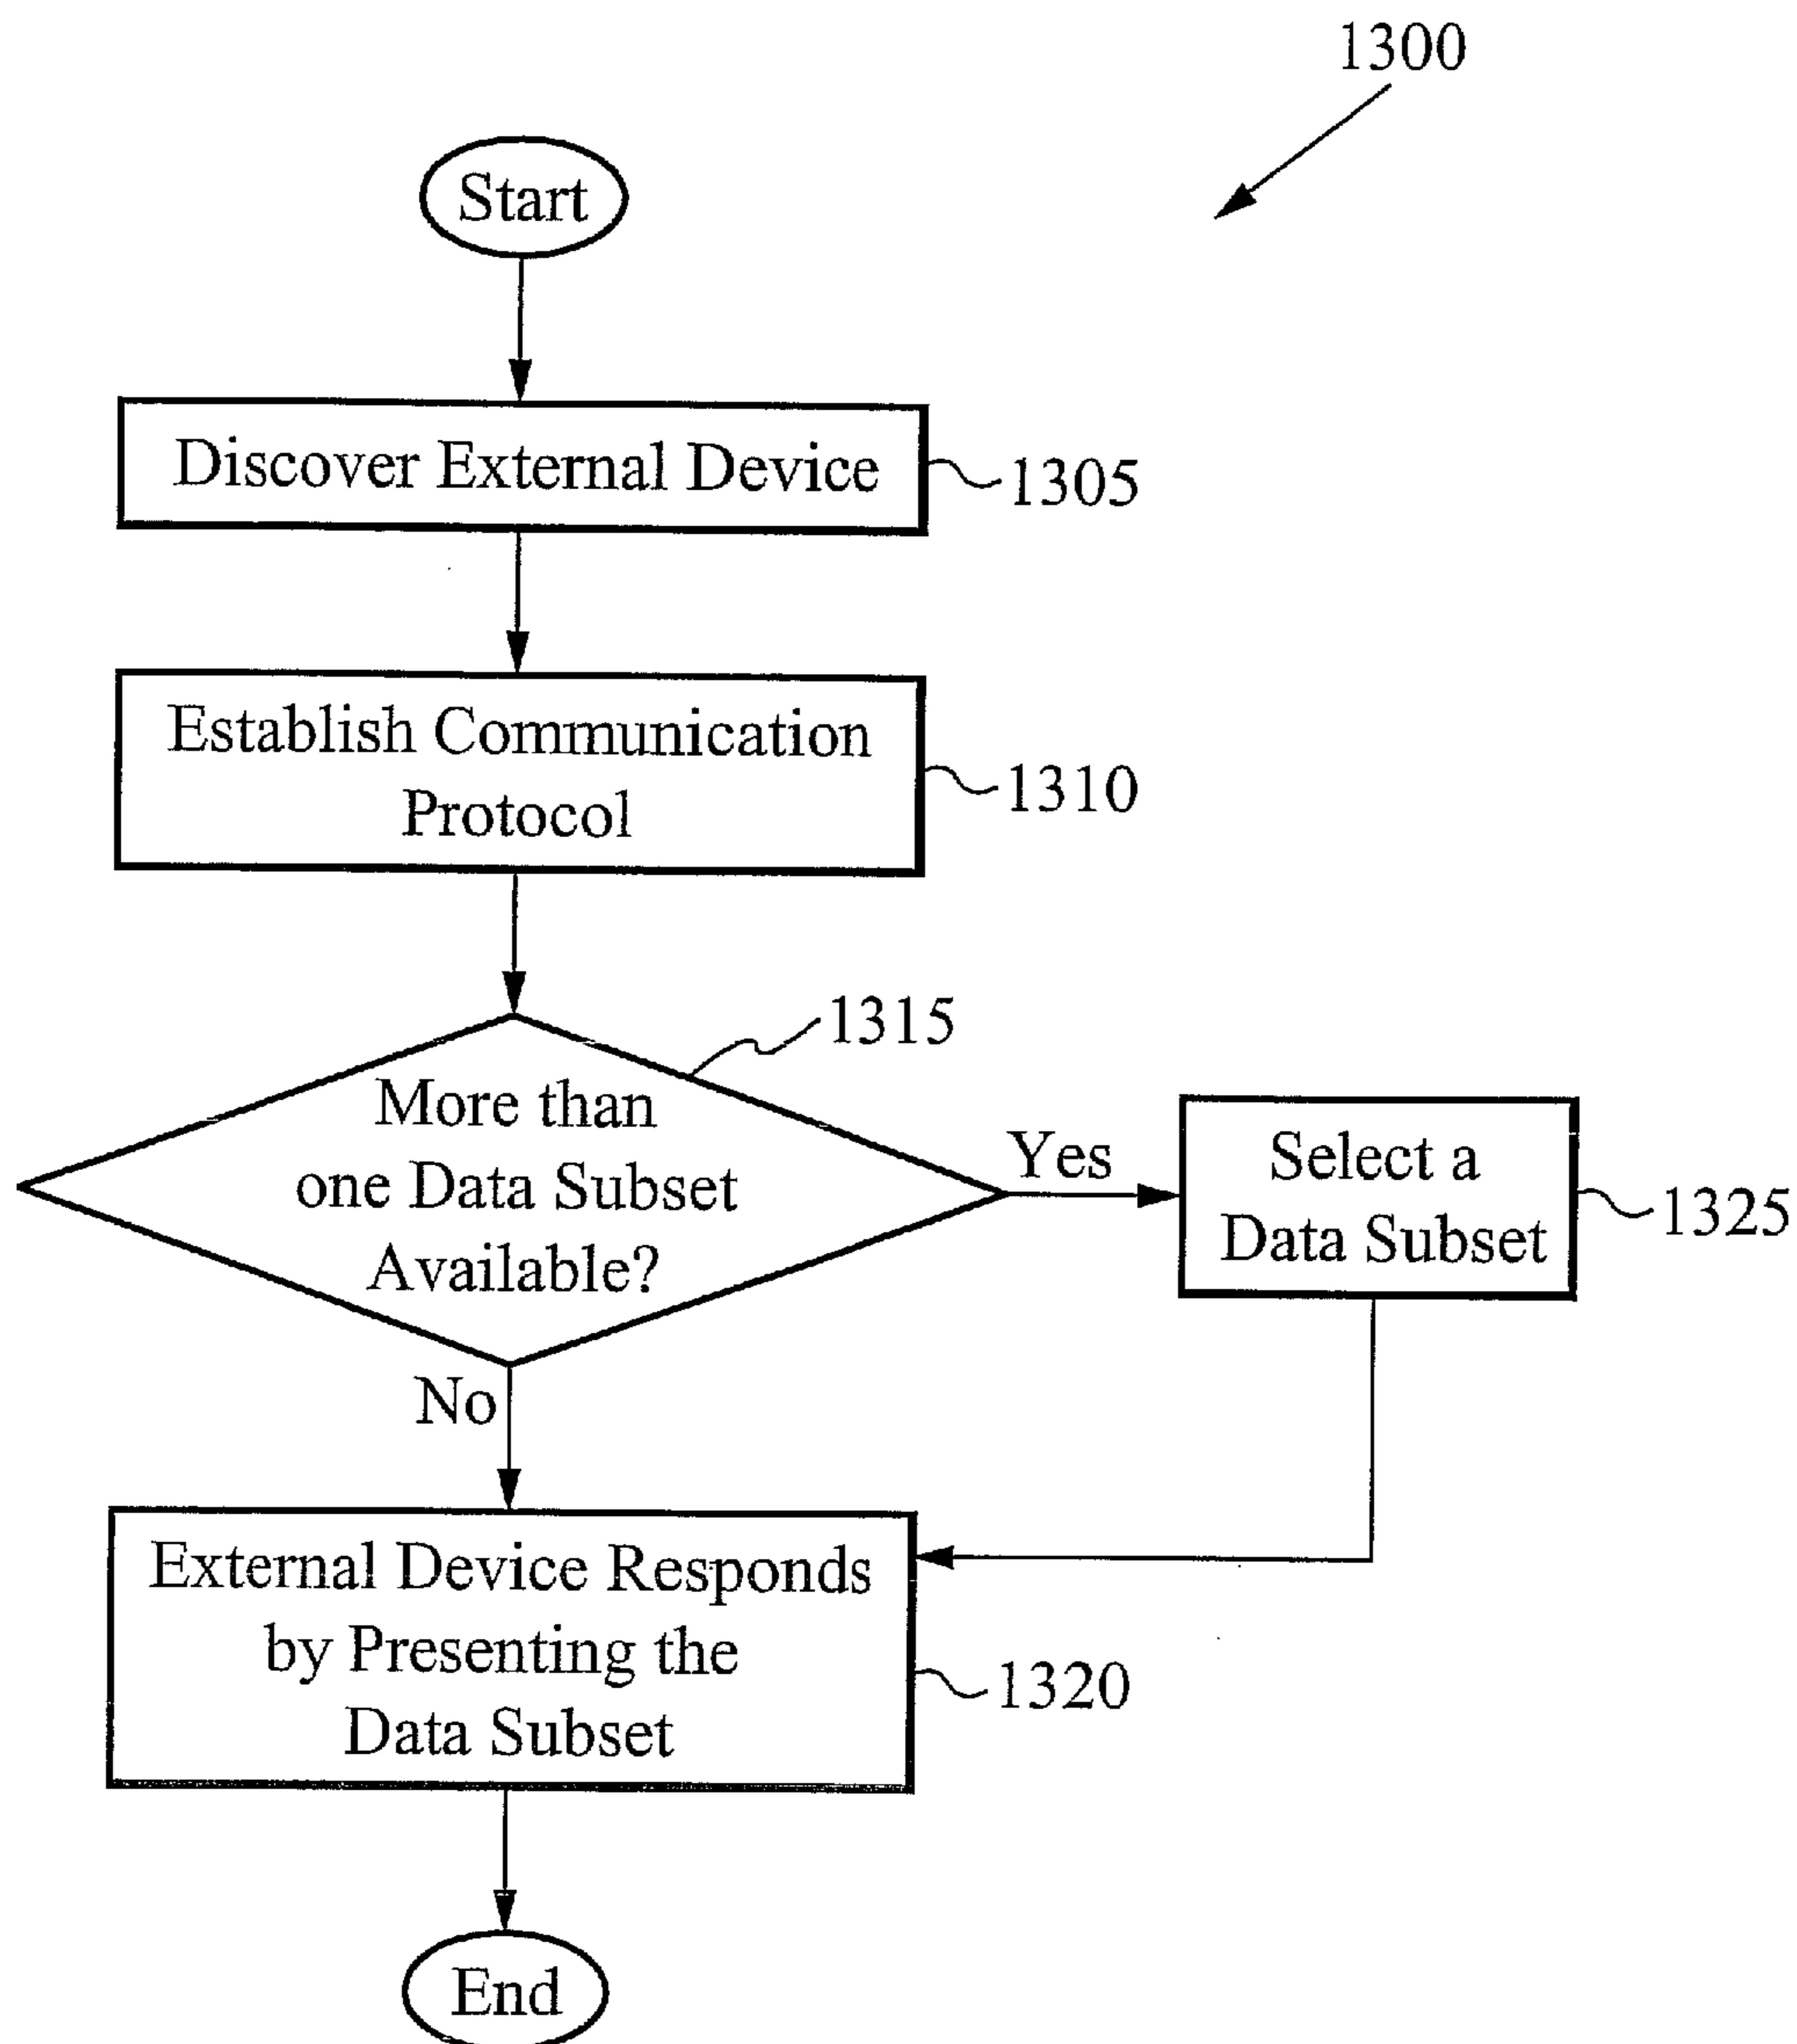 1300
Start
Discover External Device
1305
Establish Communication
Protocol
1310
1315
More than
one Data Subset
Available?
Yes
Select a
Data Subset
1325
No
External Device Responds
by Presenting the
Data Subset
1320
End